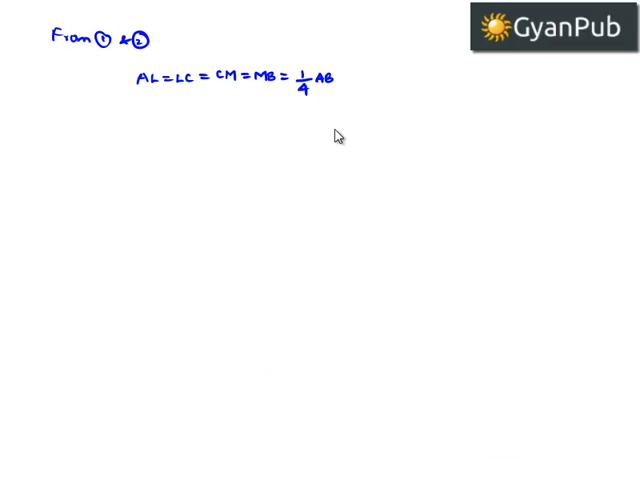 GyanPub
From ① & ②
AL = LC = CM = MB = 1/4 AB